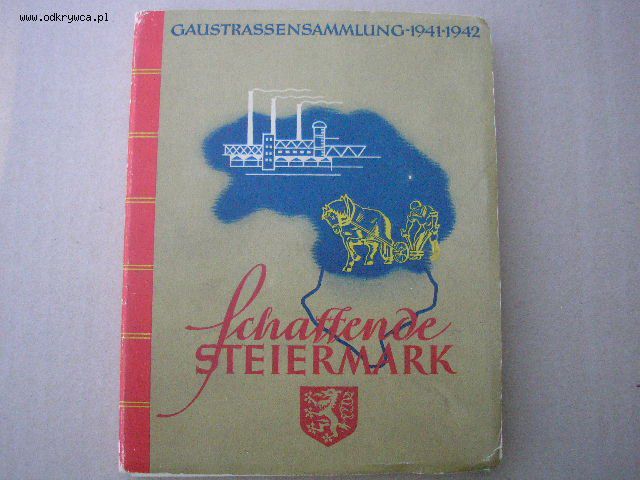 www.odkrywca.pl
GAUSTRASSENSAMMLUNG-1941-1942
Schaffende
STEIERMARK